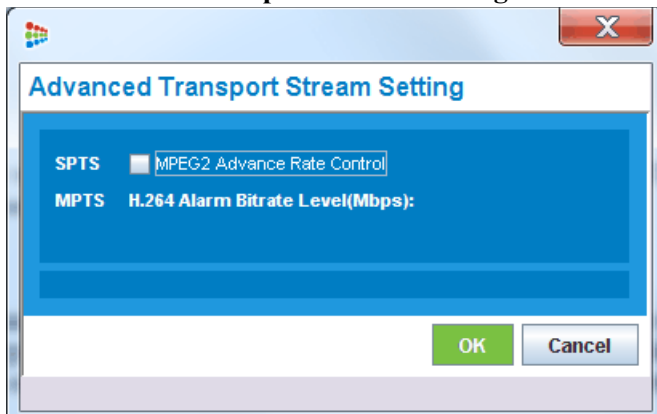 X
Advanced Transport Stream Setting
SPTS MPEG2 Advance Rate Control
MPTS H.264 Alarm Bitrate Level(Mbps):
OK Cancel